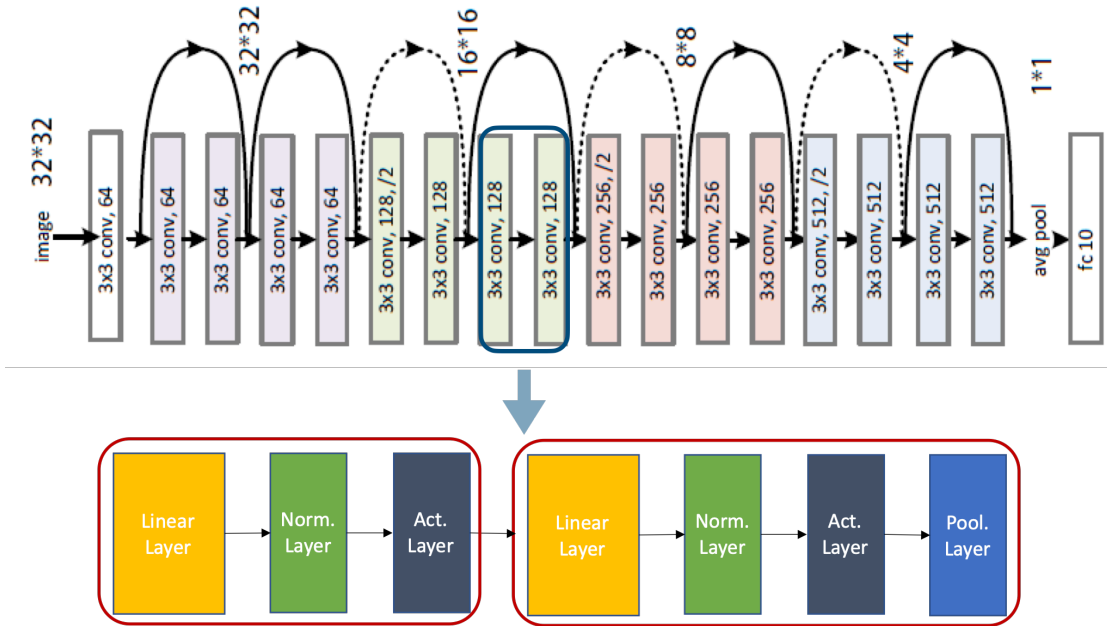 32*32
32*32
16*16
8*8
4*4
1*1
image
3x3 conv, 64
3x3 conv, 64
3x3 conv, 64
3x3 conv, 64
3x3 conv, 64
3x3 conv, 128, /2
3x3 conv, 128
3x3 conv, 128
3x3 conv, 128
3x3 conv, 256, /2
3x3 conv, 256
3x3 conv, 256
3x3 conv, 256
3x3 conv, 512, /2
3x3 conv, 512
3x3 conv, 512
3x3 conv, 512
avg pool
fc 10
Linear
Layer
Norm.
Layer
Act.
Layer
Linear
Layer
Norm.
Layer
Act.
Layer
Pool.
Layer